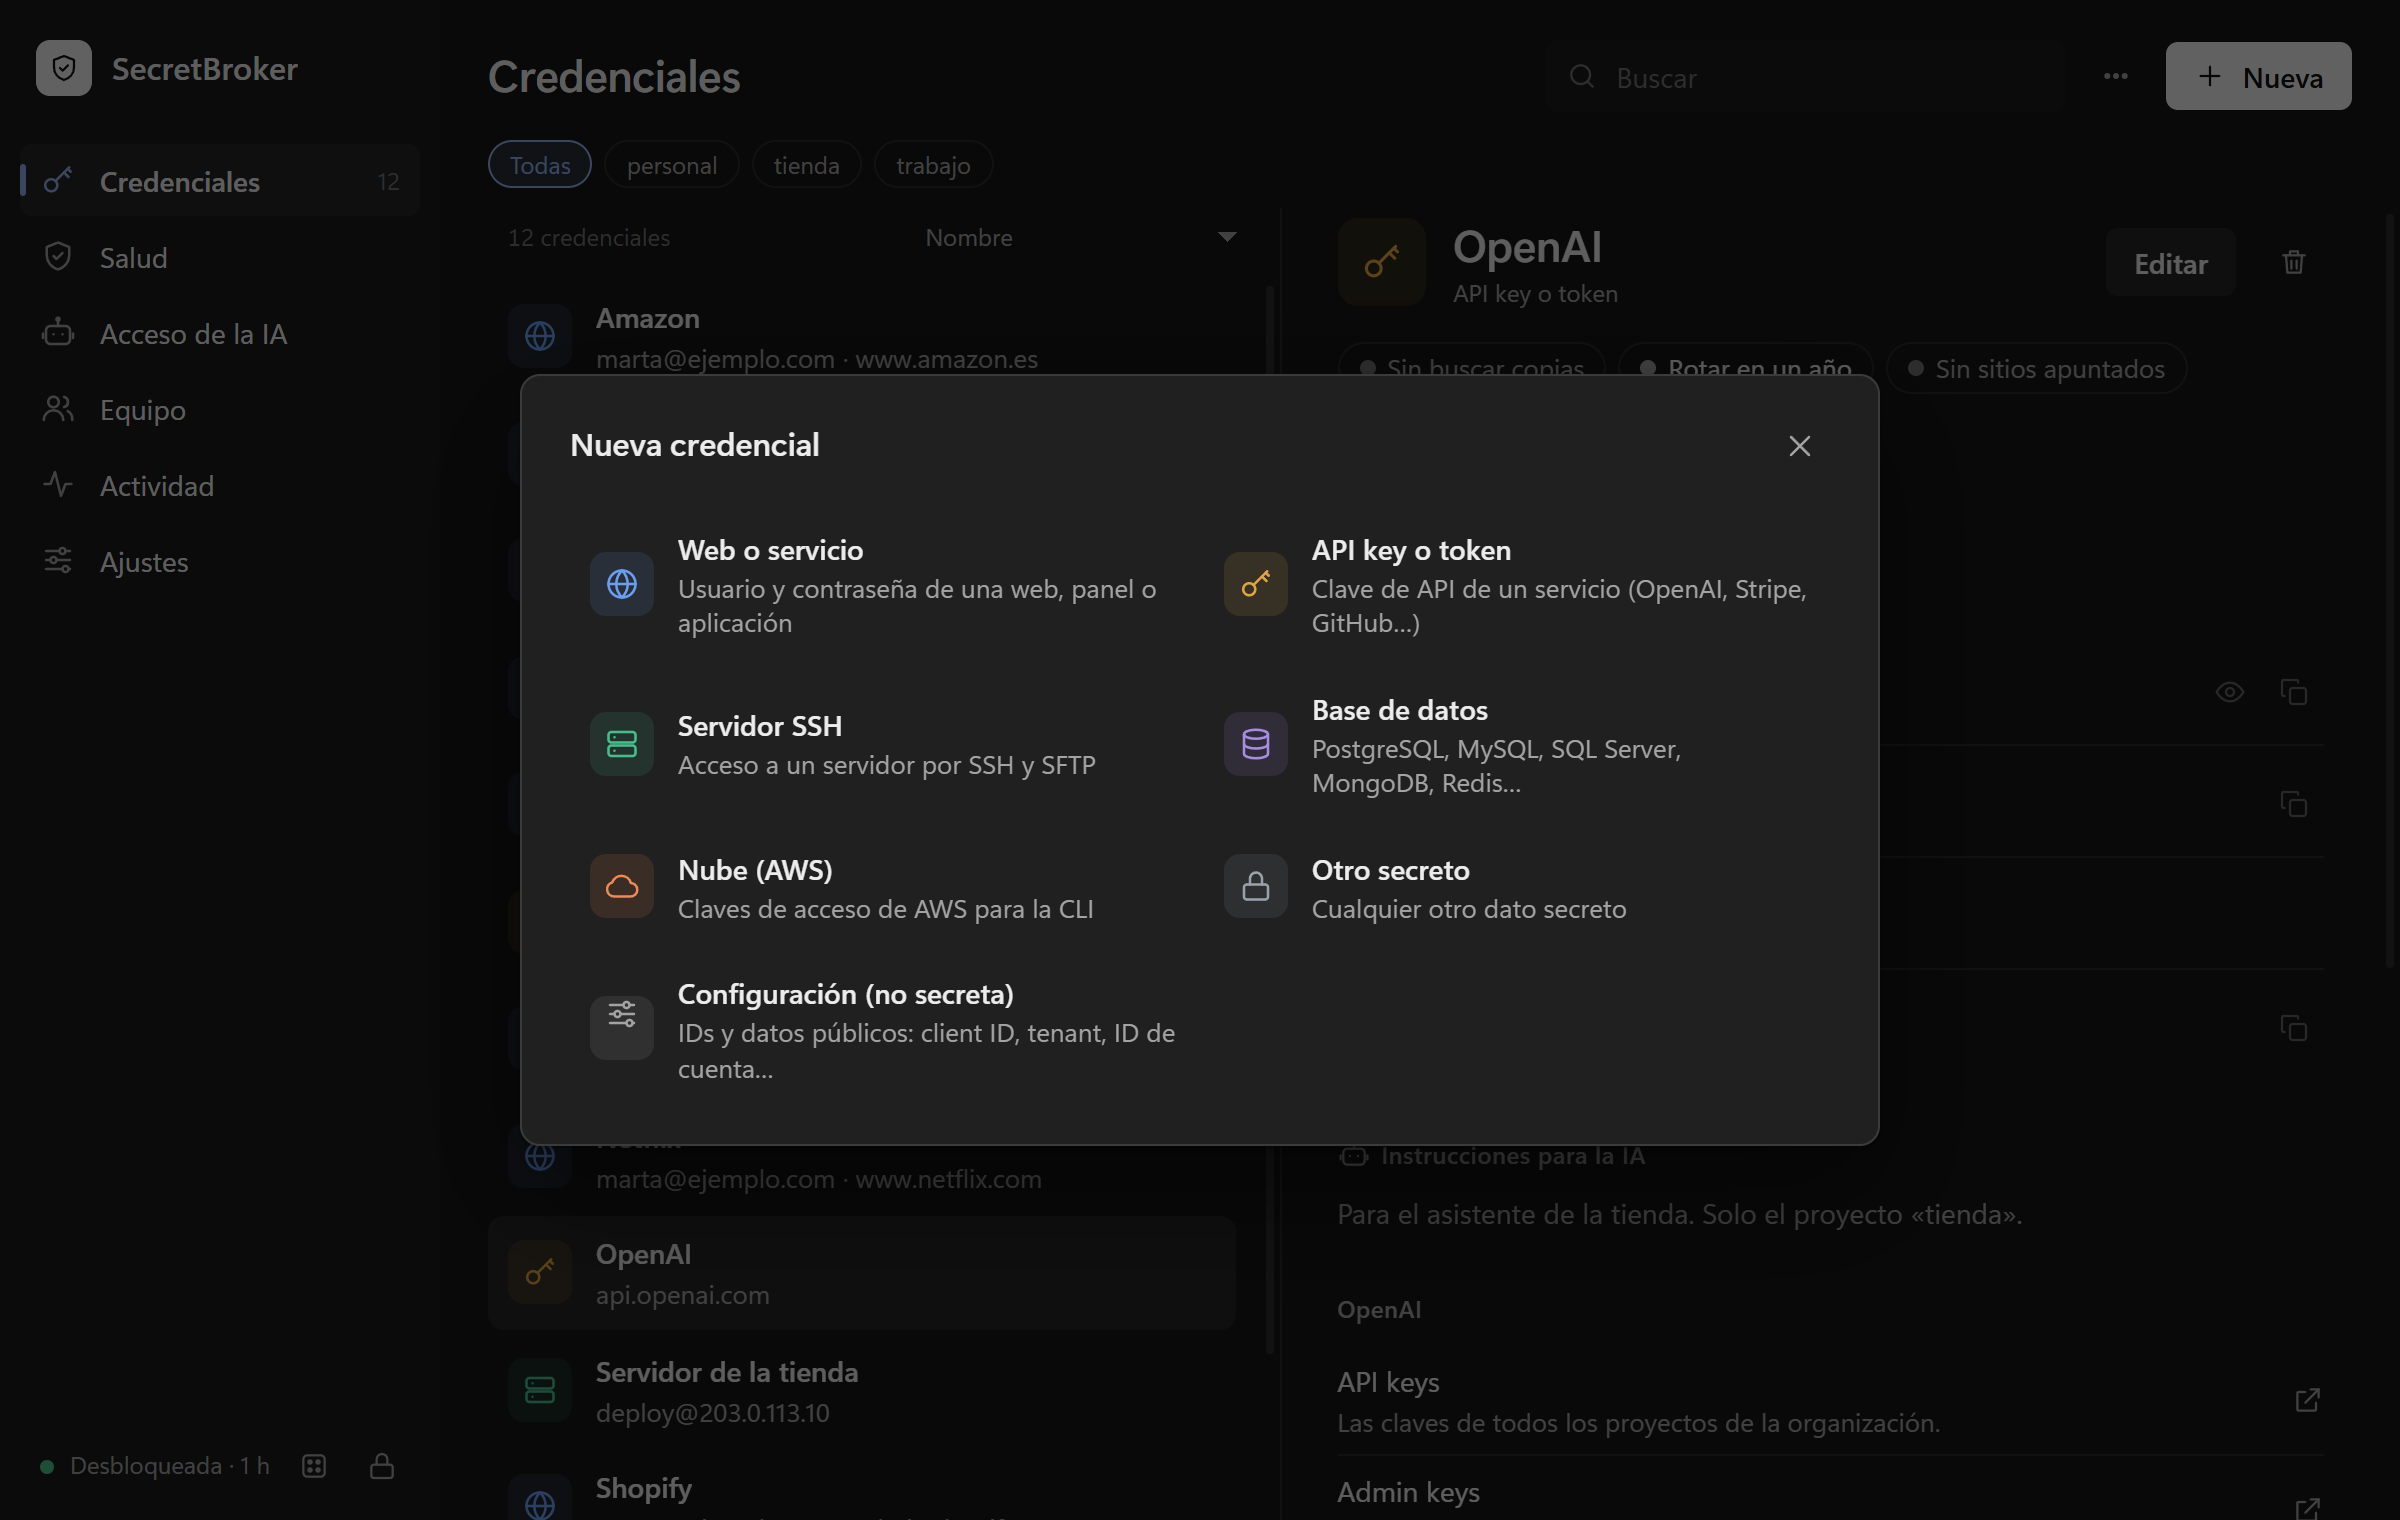 SecretBroker
Credenciales
12
Salud
Acceso de la IA
Equipo
Actividad
Ajustes
Desbloqueada · 1 h
Credenciales
Buscar
Nueva
Todas
personal
tienda
trabajo
12 credenciales
Nombre
Amazon
marta@ejemplo.com · www.amazon.es
OpenAI
API key o token
Editar
Sin buscar copias
Rotar en un año
Sin sitios apuntados
Nueva credencial
Web o servicio
Usuario y contraseña de una web, panel o
aplicación
API key o token
Clave de API de un servicio (OpenAI, Stripe,
GitHub...)
Servidor SSH
Acceso a un servidor por SSH y SFTP
Base de datos
PostgreSQL, MySQL, SQL Server,
MongoDB, Redis...
Nube (AWS)
Claves de acceso de AWS para la CLI
Otro secreto
Cualquier otro dato secreto
Configuración (no secreta)
IDs y datos públicos: client ID, tenant, ID de
cuenta...
marta@ejemplo.com · www.netflix.com
OpenAI
api.openai.com
Servidor de la tienda
deploy@203.0.113.10
Shopify
Instrucciones para la IA
Para el asistente de la tienda. Solo el proyecto «tienda».
OpenAI
API keys
Las claves de todos los proyectos de la organización.
Admin keys